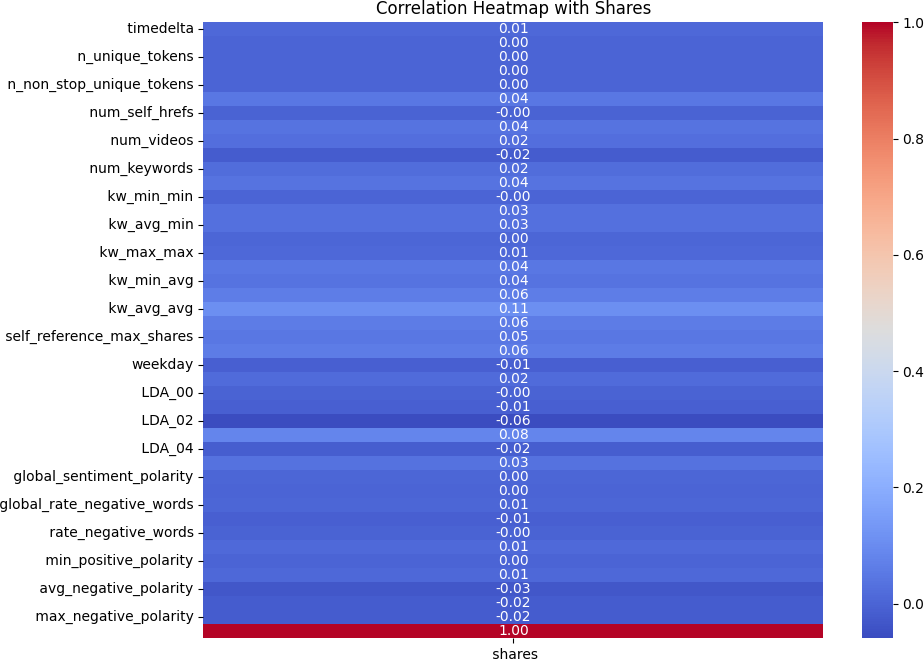 Correlation Heatmap with Shares
timedelta 0.01
0.00
n_unique_tokens 0.00
0.00
n_non_stop_unique_tokens 0.00
0.04
num_self_hrefs -0.00
0.04
num_videos 0.02
-0.02
num_keywords 0.02
0.04
kw_min_min -0.00
0.03
kw_avg_min 0.03
0.00
kw_max_max 0.01
0.04
kw_min_avg 0.04
0.06
kw_avg_avg 0.11
0.06
self_reference_max_shares 0.05
0.06
weekday -0.01
0.02
LDA_00 -0.00
-0.01
LDA_02 -0.06
0.08
LDA_04 -0.02
0.03
global_sentiment_polarity 0.00
0.00
global_rate_negative_words 0.01
-0.01
rate_negative_words -0.00
0.01
min_positive_polarity 0.00
0.01
avg_negative_polarity -0.03
-0.02
max_negative_polarity -0.02
1.00
shares
1.0
0.8
0.6
0.4
0.2
0.0